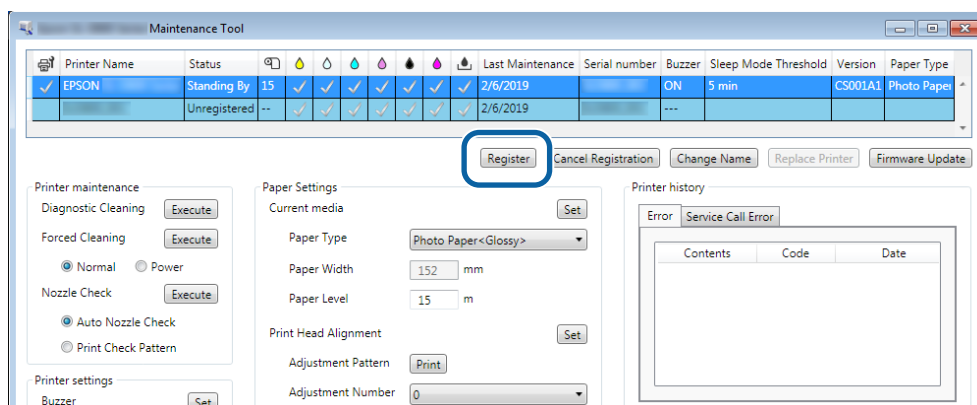 Maintenance Tool
Printer Name Status Last Maintenance Serial number Buzzer Sleep Mode Threshold Version Paper Type
EPSON Standing By 15 2/6/2019 ON 5 min CS001A1 Photo Paper
Unregistered -- 2/6/2019 ---
Register Cancel Registration Change Name Replace Printer Firmware Update
Printer maintenance Paper Settings Printer history
Diagnostic Cleaning Execute Current media Set Error Service Call Error
Forced Cleaning Execute Paper Type Photo Paper<Glossy> Contents Code Date
Normal Power Paper Width 152 mm
Nozzle Check Execute Paper Level 15 m
Auto Nozzle Check Print Head Alignment Set
Print Check Pattern Adjustment Pattern Print
Printer settings Adjustment Number 0
Buzzer Set